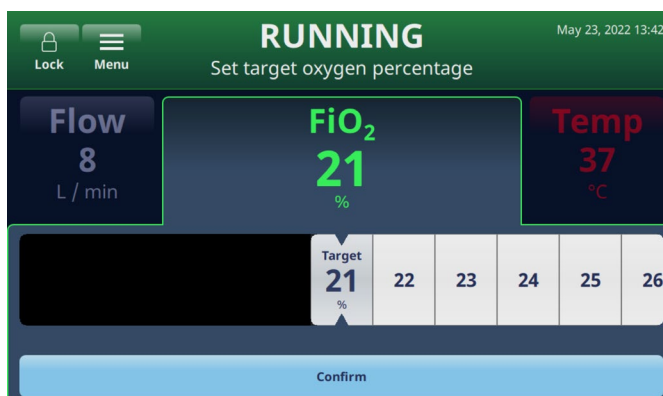 RUNNING
May 23, 2022 13:42
Lock
Menu
Set target oxygen percentage
Flow
8
L / min
FiO₂
21
%
Temp
37
°C
Target
21
%
22
23
24
25
26
Confirm